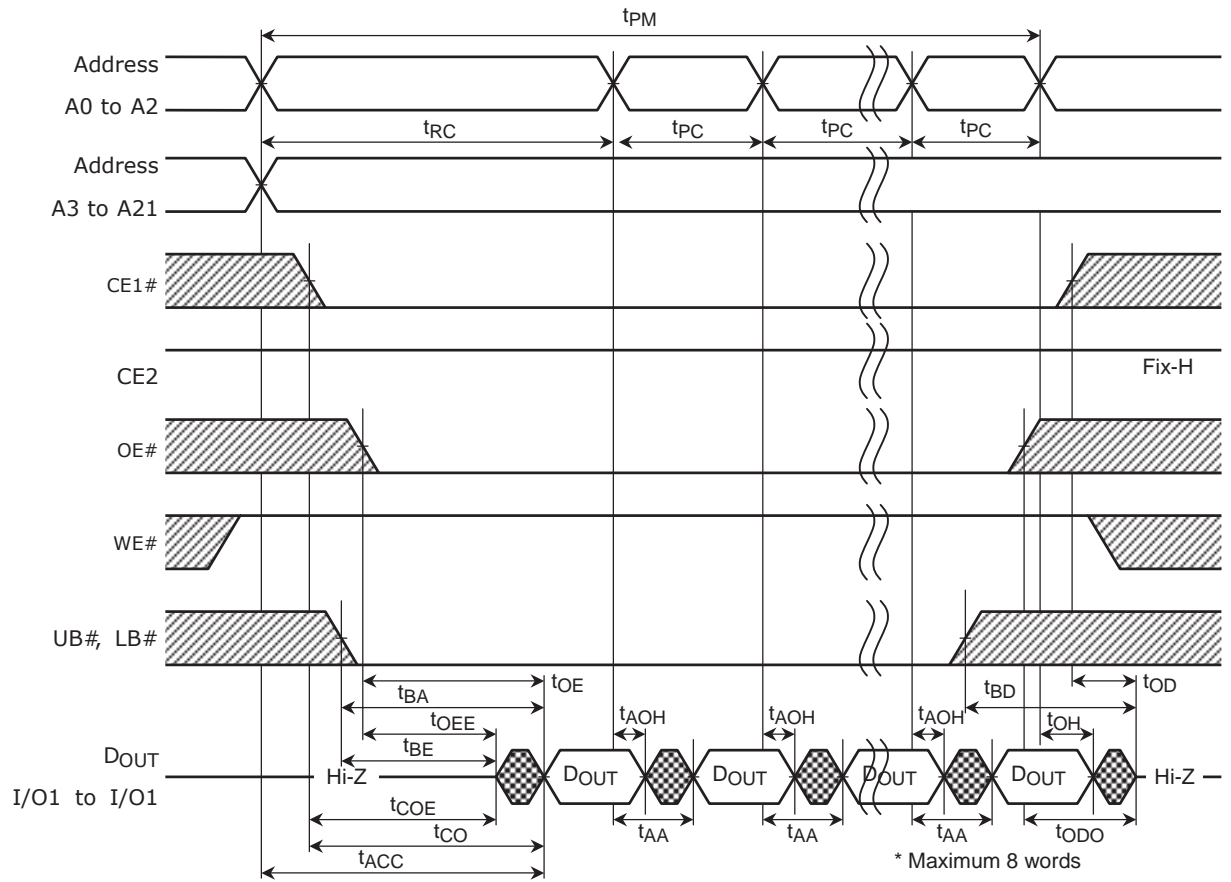 tPM
Address
A0 to A2
tRC
tPC
tPC
tPC
Address
A3 to A21
CE1#
CE2
Fix-H
OE#
WE#
UB#, LB#
tOE
tOD
tBA
tBD
tOEE
tAOH
tAOH
tAOH
tOH
tBE
DOUT
Hi-Z
DOUT
DOUT
DOUT
DOUT
Hi-Z
I/O1 to I/O1
tCOE
tCO
tAA
tAA
tAA
tODO
tACC
* Maximum 8 words